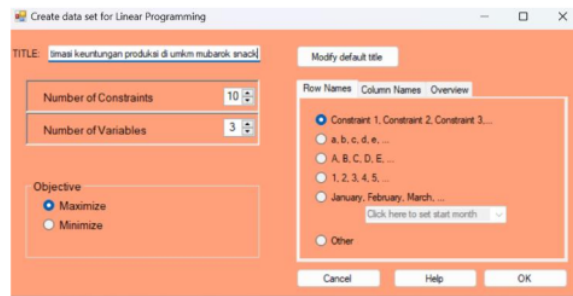 Create data set for Linear Programming
TITLE: timasi keuntungan produksi di umkm mubarok snack
Modify default title
Number of Constraints 10
Number of Variables 3
Objective
Maximize
Minimize
Row Names Column Names Overview
Constraint 1, Constraint 2, Constraint 3,...
a, b, c, d, e, ...
A, B, C, D, E, ...
1, 2, 3, 4, 5, ...
January, February, March, ...
Click here to set start month
Other
Cancel Help OK